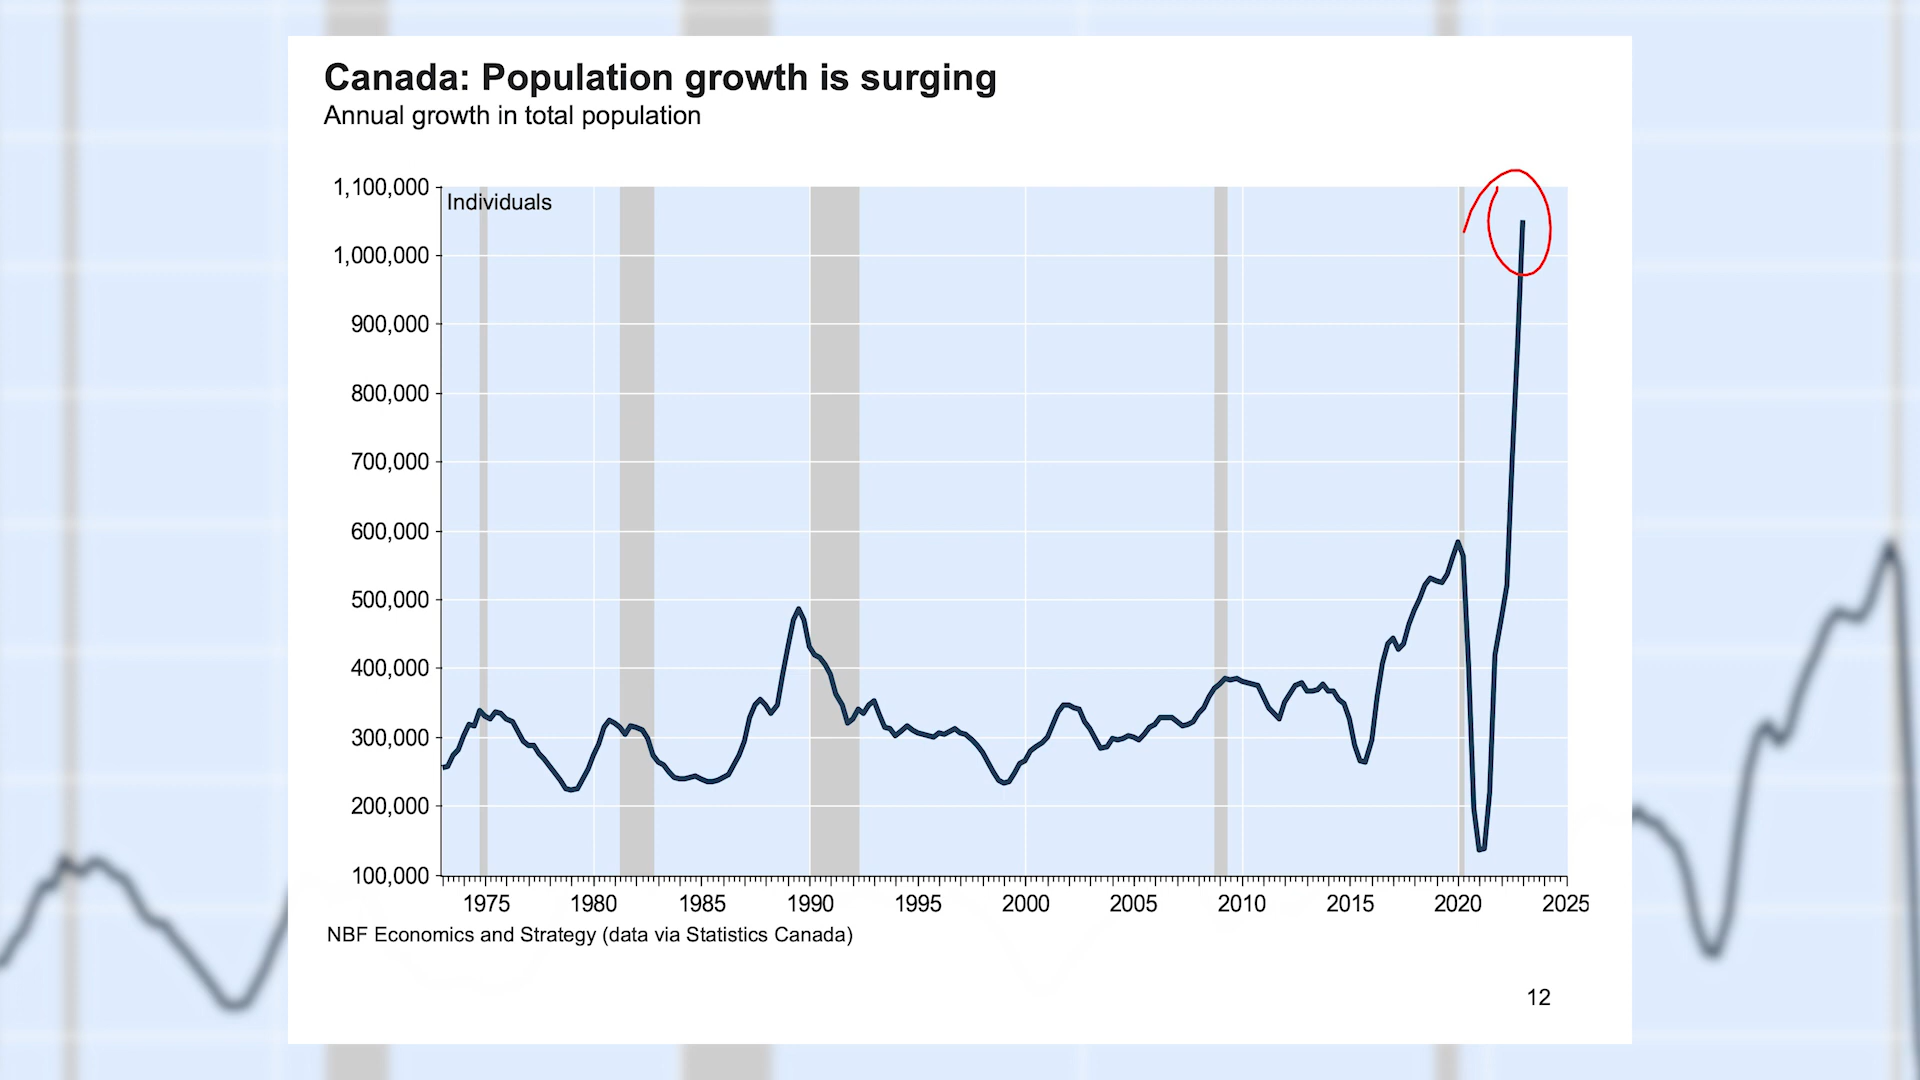 Canada: Population growth is surging
Annual growth in total population
Individuals
1,100,000
1,000,000
900,000
800,000
700,000
600,000
500,000
400,000
300,000
200,000
100,000
1975 1980 1985 1990 1995 2000 2005 2010 2015 2020 2025
NBF Economics and Strategy (data via Statistics Canada)
12